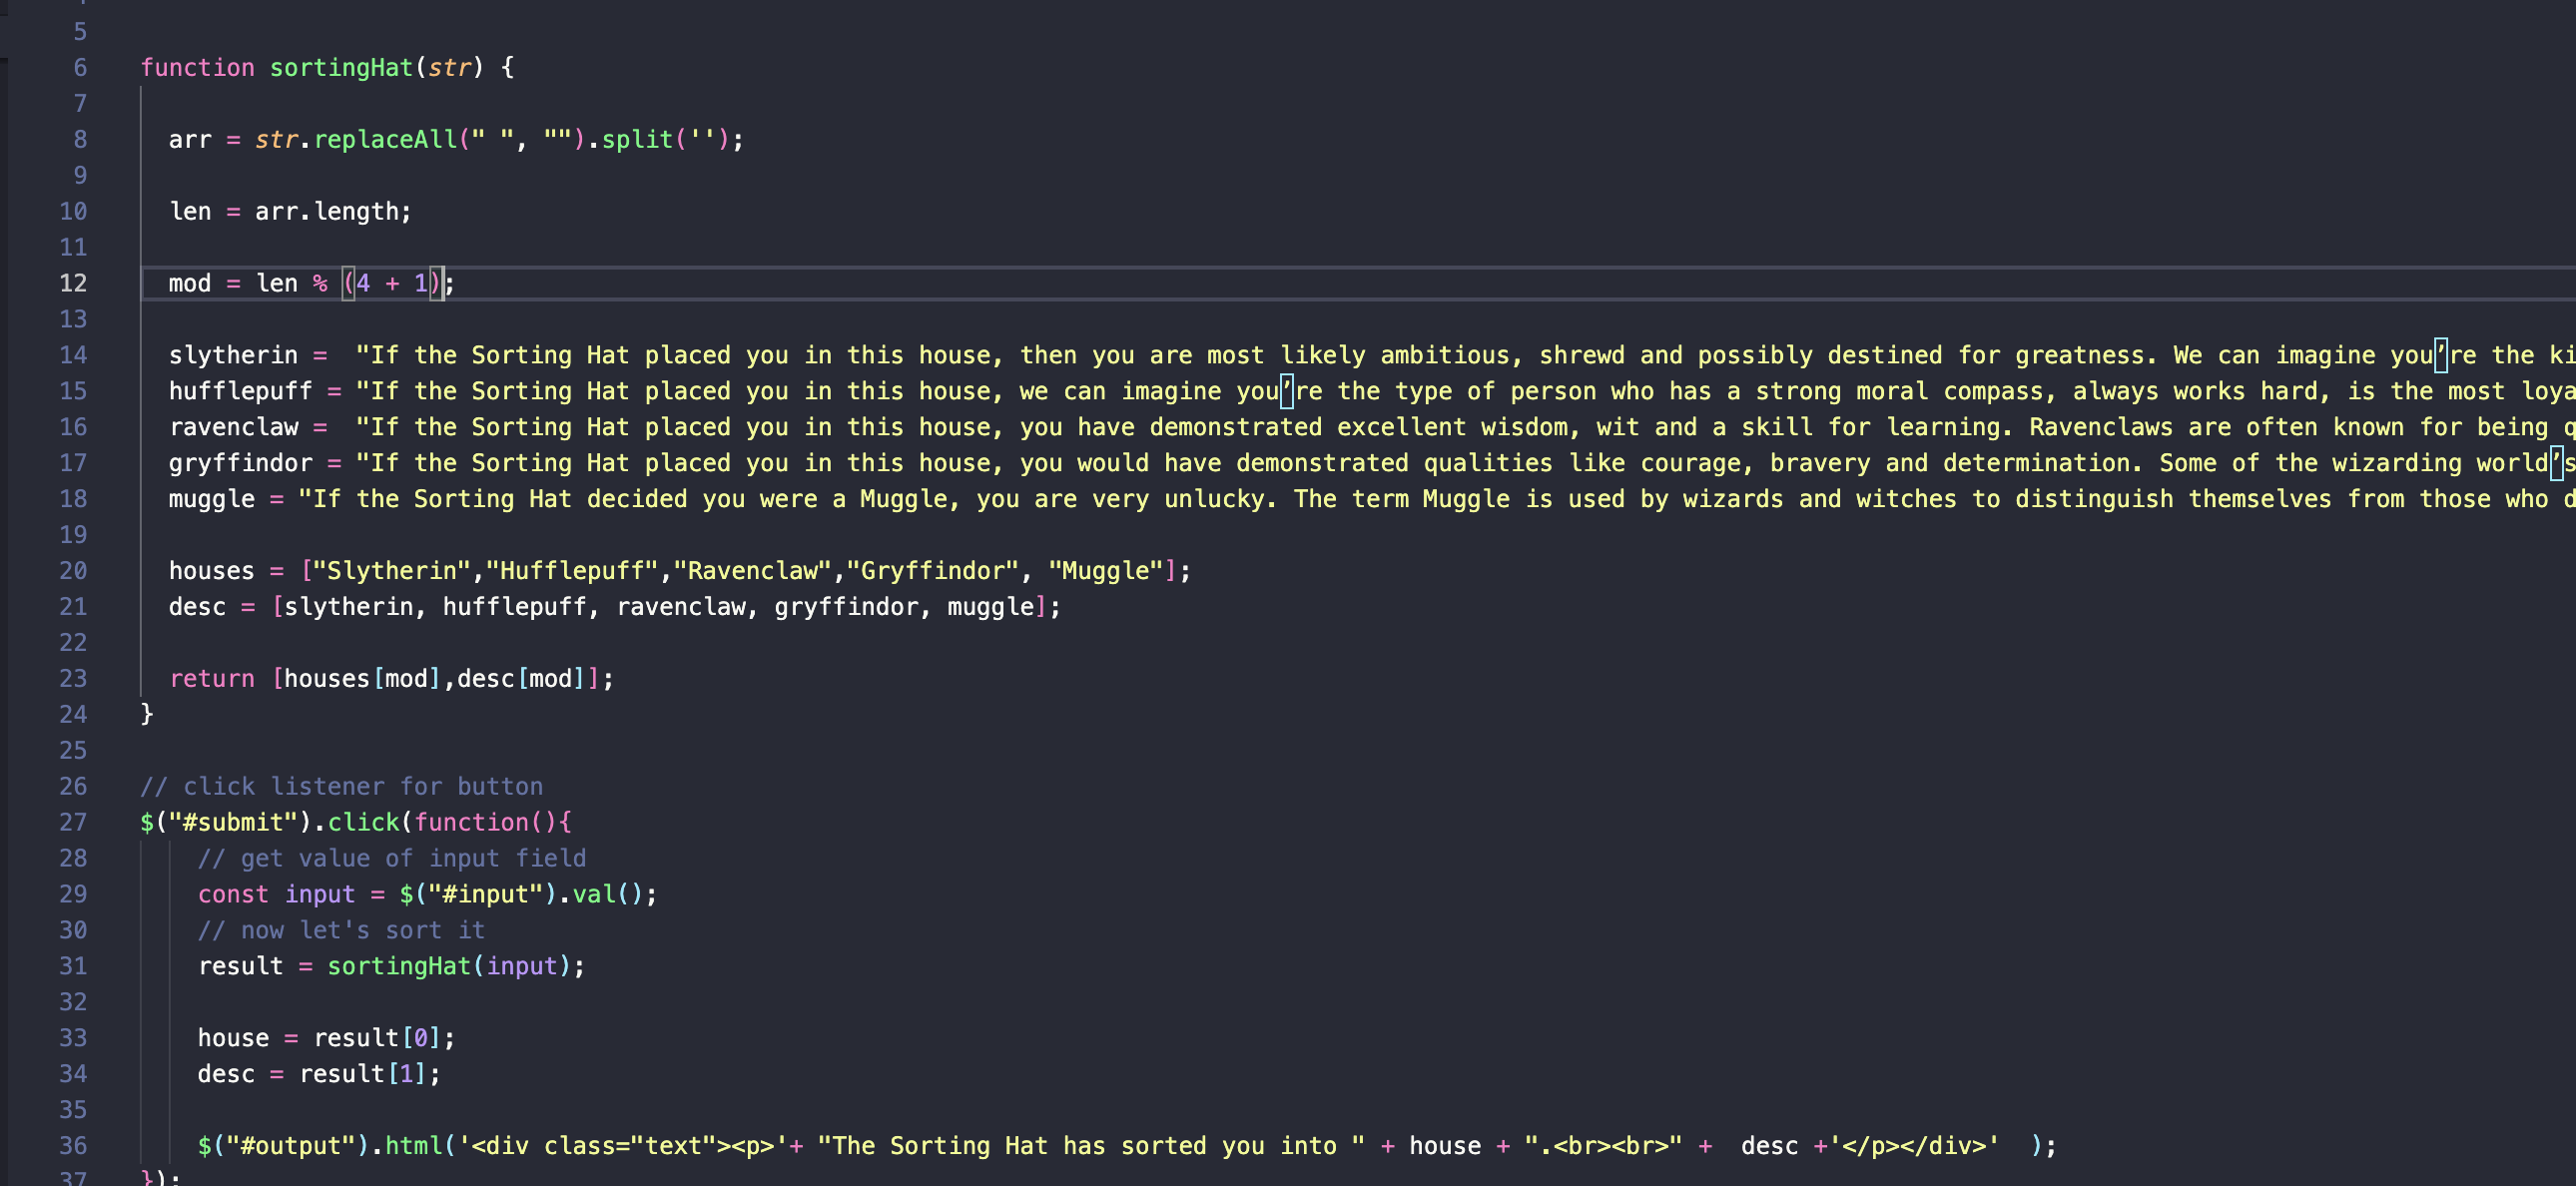 5
6 function sortingHat(str) {
7
8 arr = str.replaceAll(" ", "").split('');
9
10 len = arr.length;
11
12 mod = len % (4 + 1);
13
14 slytherin =  "If the Sorting Hat placed you in this house, then you are most likely ambitious, shrewd and possibly destined for greatness. We can imagine you’re the ki
15 hufflepuff = "If the Sorting Hat placed you in this house, we can imagine you’re the type of person who has a strong moral compass, always works hard, is the most loya
16 ravenclaw =  "If the Sorting Hat placed you in this house, you have demonstrated excellent wisdom, wit and a skill for learning. Ravenclaws are often known for being q
17 gryffindor = "If the Sorting Hat placed you in this house, you would have demonstrated qualities like courage, bravery and determination. Some of the wizarding world’s
18 muggle = "If the Sorting Hat decided you were a Muggle, you are very unlucky. The term Muggle is used by wizards and witches to distinguish themselves from those who d
19
20 houses = ["Slytherin","Hufflepuff","Ravenclaw","Gryffindor", "Muggle"];
21 desc = [slytherin, hufflepuff, ravenclaw, gryffindor, muggle];
22
23 return [houses[mod],desc[mod]];
24 }
25
26 // click listener for button
27 $("#submit").click(function(){
28 // get value of input field
29 const input = $("#input").val();
30 // now let's sort it
31 result = sortingHat(input);
32
33 house = result[0];
34 desc = result[1];
35
36 $("#output").html('<div class="text"><p>'+ "The Sorting Hat has sorted you into " + house + ".<br><br>" +  desc +'</p></div>'  );
37 });